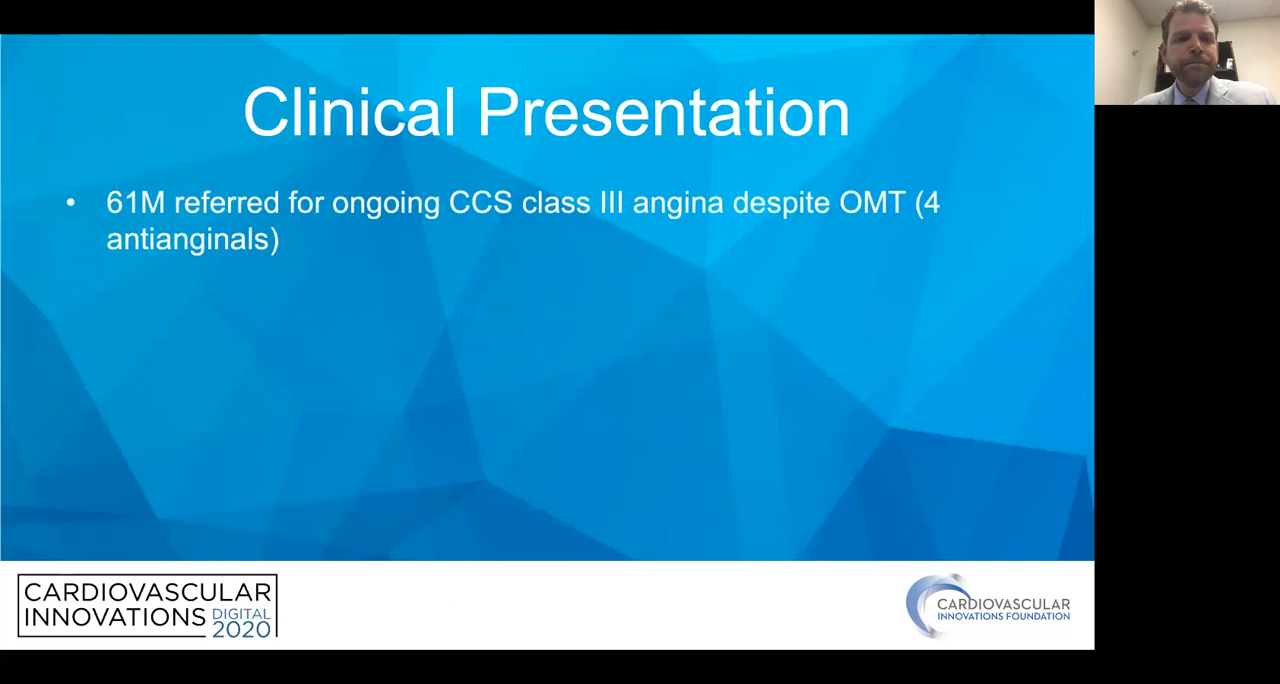 Clinical Presentation
• 61M referred for ongoing CCS class III angina despite OMT (4
antianginals)
CARDIOVASCULAR
INNOVATIONS DIGITAL
2020
CARDIOVASCULAR
INNOVATIONS FOUNDATION